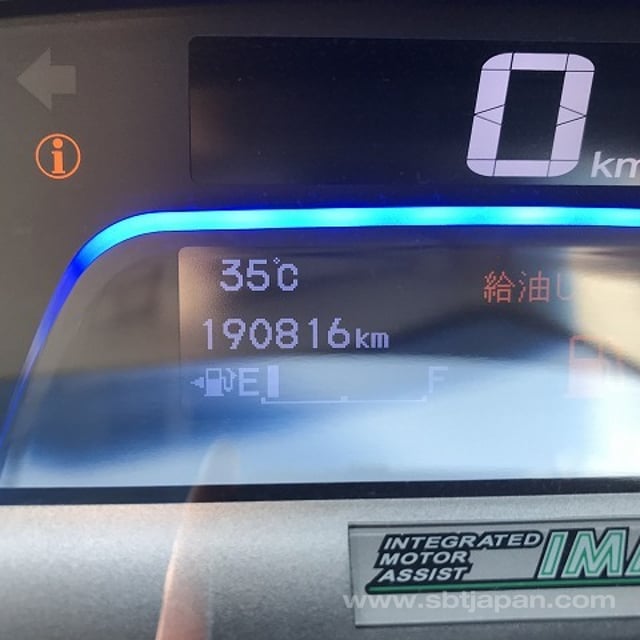 0 km
35°C
給油
190816km
E F
INTEGRATED
MOTOR
ASSIST
IMA
www.sbtjapan.com